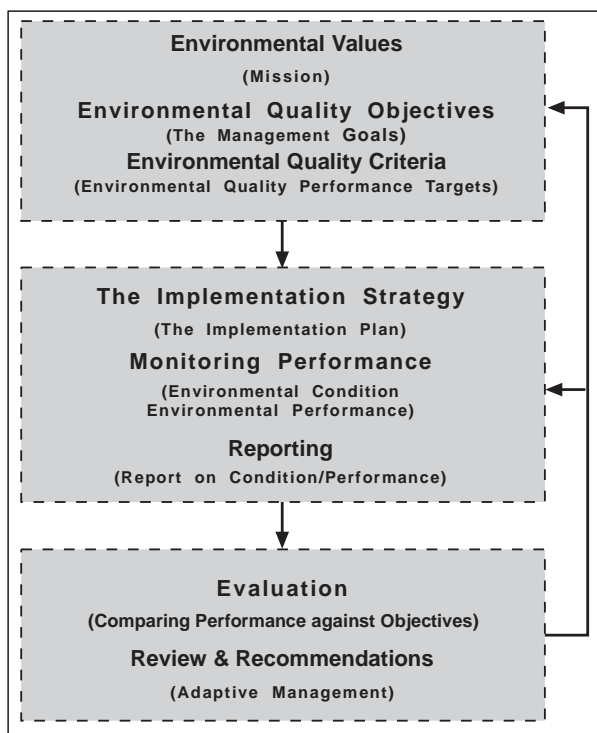 Environmental Values
(Mission)
Environmental Quality Objectives
(The Management Goals)
Environmental Quality Criteria
(Environmental Quality Performance Targets)
The Implementation Strategy
(The Implementation Plan)
Monitoring Performance
(Environmental Condition
Environmental Performance)
Reporting
(Report on Condition/Performance)
Evaluation
(Comparing Performance against Objectives)
Review & Recommendations
(Adaptive Management)